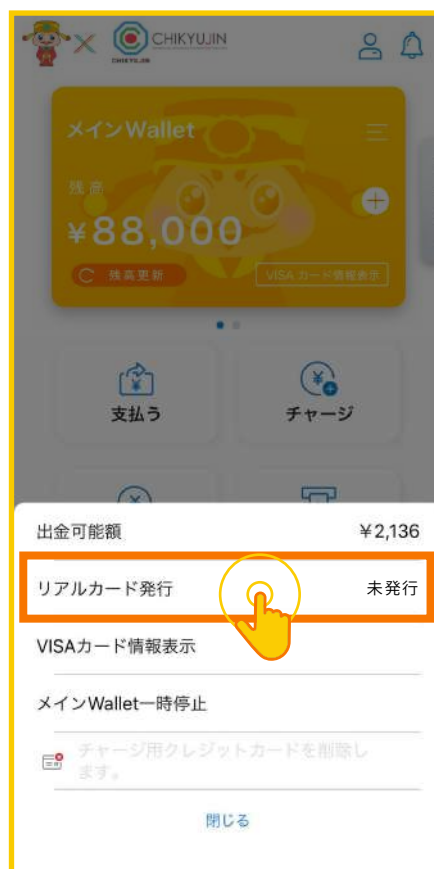 CHIKYUJIN
CHIKYUJIN
メインWallet
残高
¥88,000
残高更新
VISA カード情報表示
支払う
チャージ
出金可能額 ¥2,136
リアルカード発行 未発行
VISAカード情報表示
メインWallet一時停止
チャージ用クレジットカードを削除し
ます。
閉じる